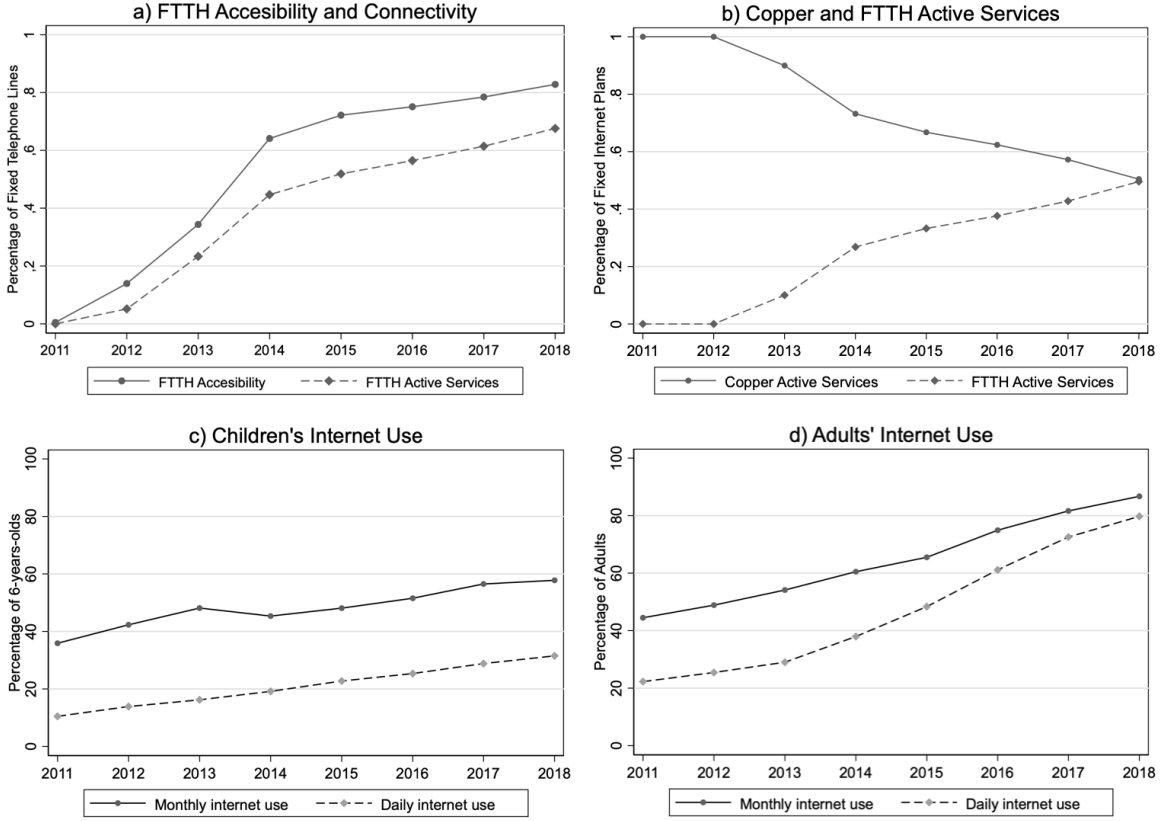 a) FTTH Accesibility and Connectivity
Percentage of Fixed Telephone Lines
1
.8
.6
.4
.2
0
2011 2012 2013 2014 2015 2016 2017 2018
FTTH Accesibility FTTH Active Services
b) Copper and FTTH Active Services
Percentage of Fixed Internet Plans
1
.8
.6
.4
.2
0
2011 2012 2013 2014 2015 2016 2017 2018
Copper Active Services FTTH Active Services
c) Children's Internet Use
Percentage of 6-years-olds
100
80
60
40
20
0
2011 2012 2013 2014 2015 2016 2017 2018
Monthly internet use Daily internet use
d) Adults' Internet Use
Percentage of Adults
100
80
60
40
20
0
2011 2012 2013 2014 2015 2016 2017 2018
Monthly internet use Daily internet use